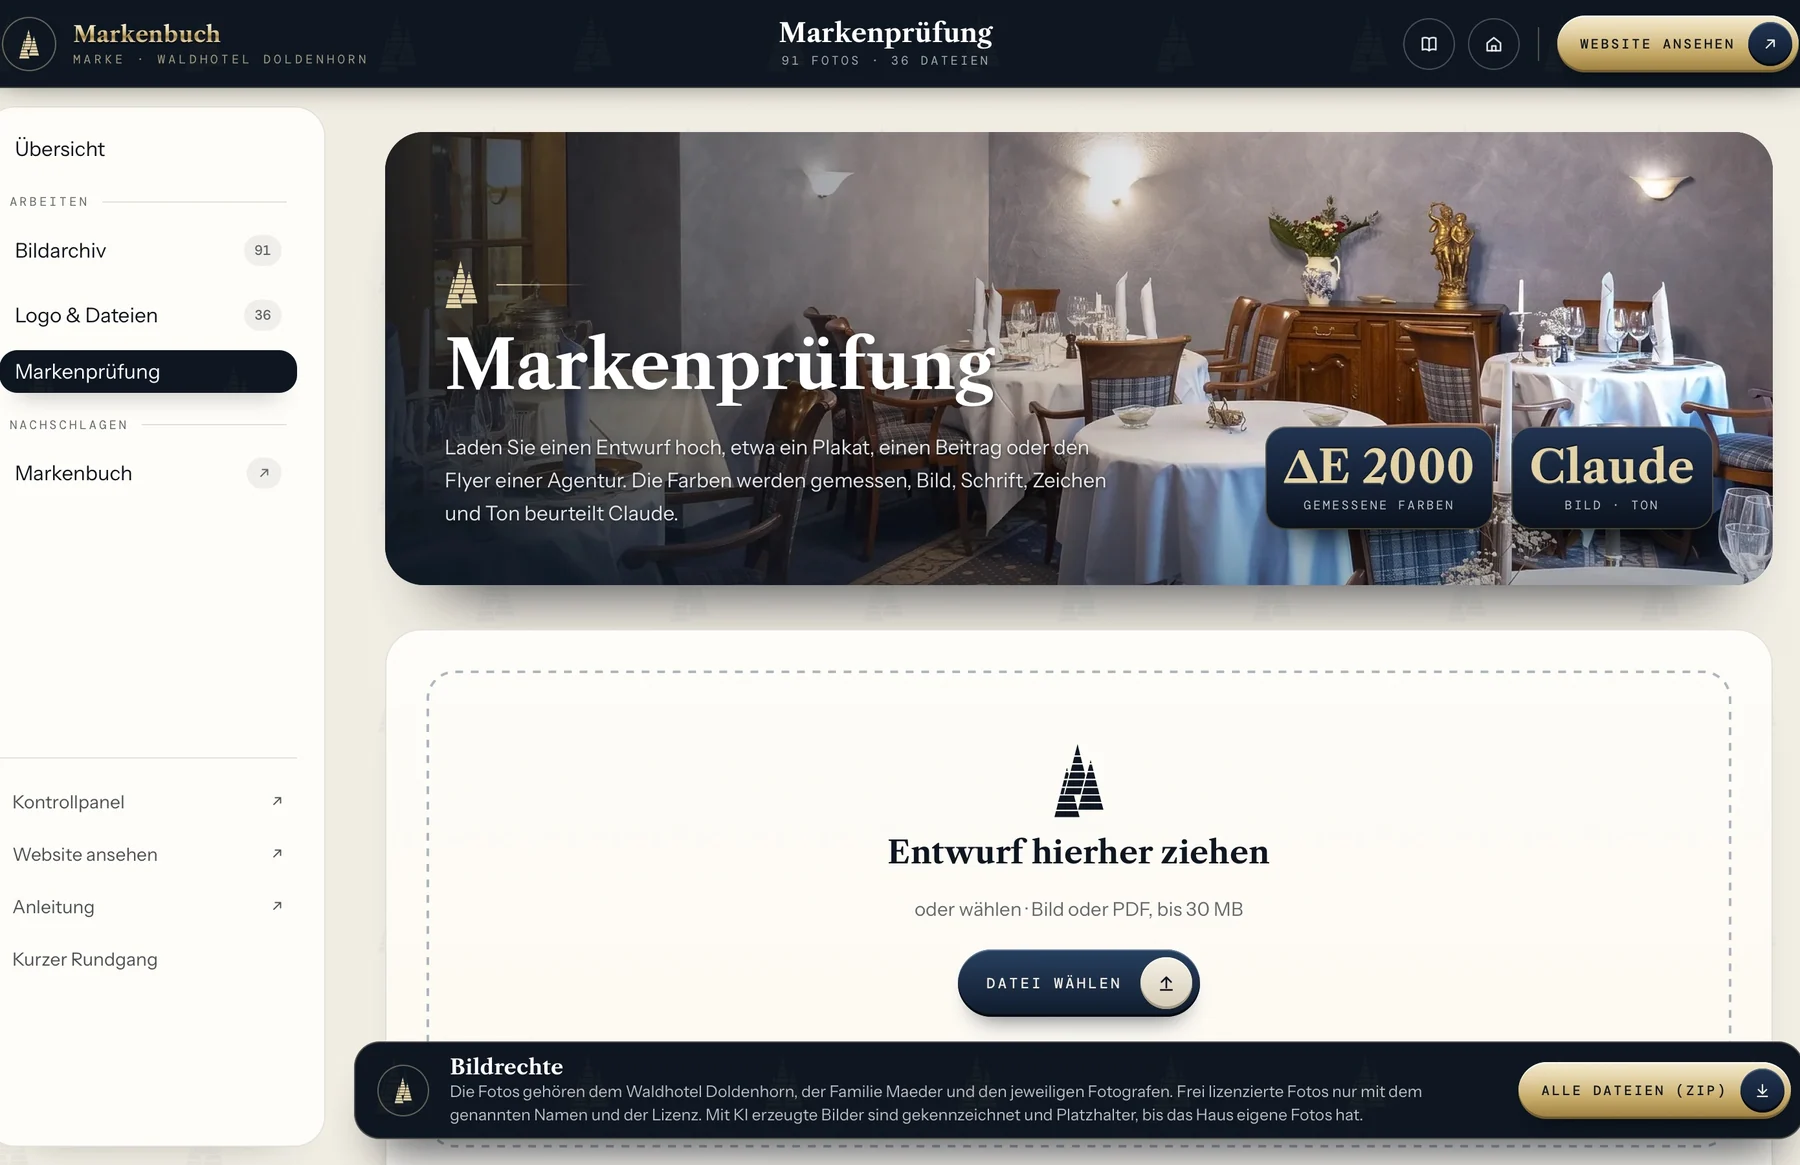 Markenbuch
MARKE · WALDHOTEL DOLDENHORN
Markenprüfung
91 FOTOS · 36 DATEIEN
WEBSITE ANSEHEN
Übersicht
ARBEITEN
Bildarchiv 91
Logo & Dateien 36
Markenprüfung
NACHSCHLAGEN
Markenbuch
Kontrollpanel
Website ansehen
Anleitung
Kurzer Rundgang
Markenprüfung
Laden Sie einen Entwurf hoch, etwa ein Plakat, einen Beitrag oder den
Flyer einer Agentur. Die Farben werden gemessen, Bild, Schrift, Zeichen
und Ton beurteilt Claude.
ΔE 2000
GEMESSENE FARBEN
Claude
BILD · TON
Entwurf hierher ziehen
oder wählen · Bild oder PDF, bis 30 MB
DATEI WÄHLEN
Bildrechte
Die Fotos gehören dem Waldhotel Doldenhorn, der Familie Maeder und den jeweiligen Fotografen. Frei lizenzierte Fotos nur mit dem
genannten Namen und der Lizenz. Mit KI erzeugte Bilder sind gekennzeichnet und Platzhalter, bis das Haus eigene Fotos hat.
ALLE DATEIEN (ZIP)